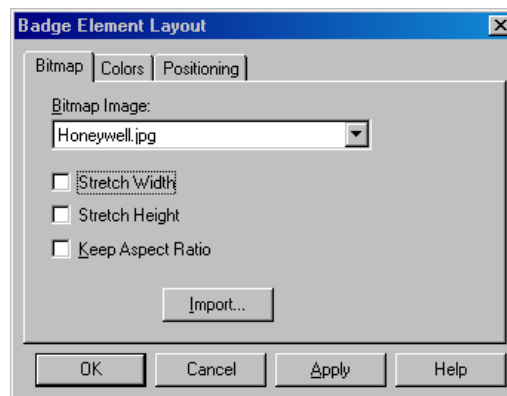 Badge Element Layout
Bitmap Colors Positioning
Bitmap Image:
Honeywell.jpg
Stretch Width
Stretch Height
Keep Aspect Ratio
Import...
OK Cancel Apply Help